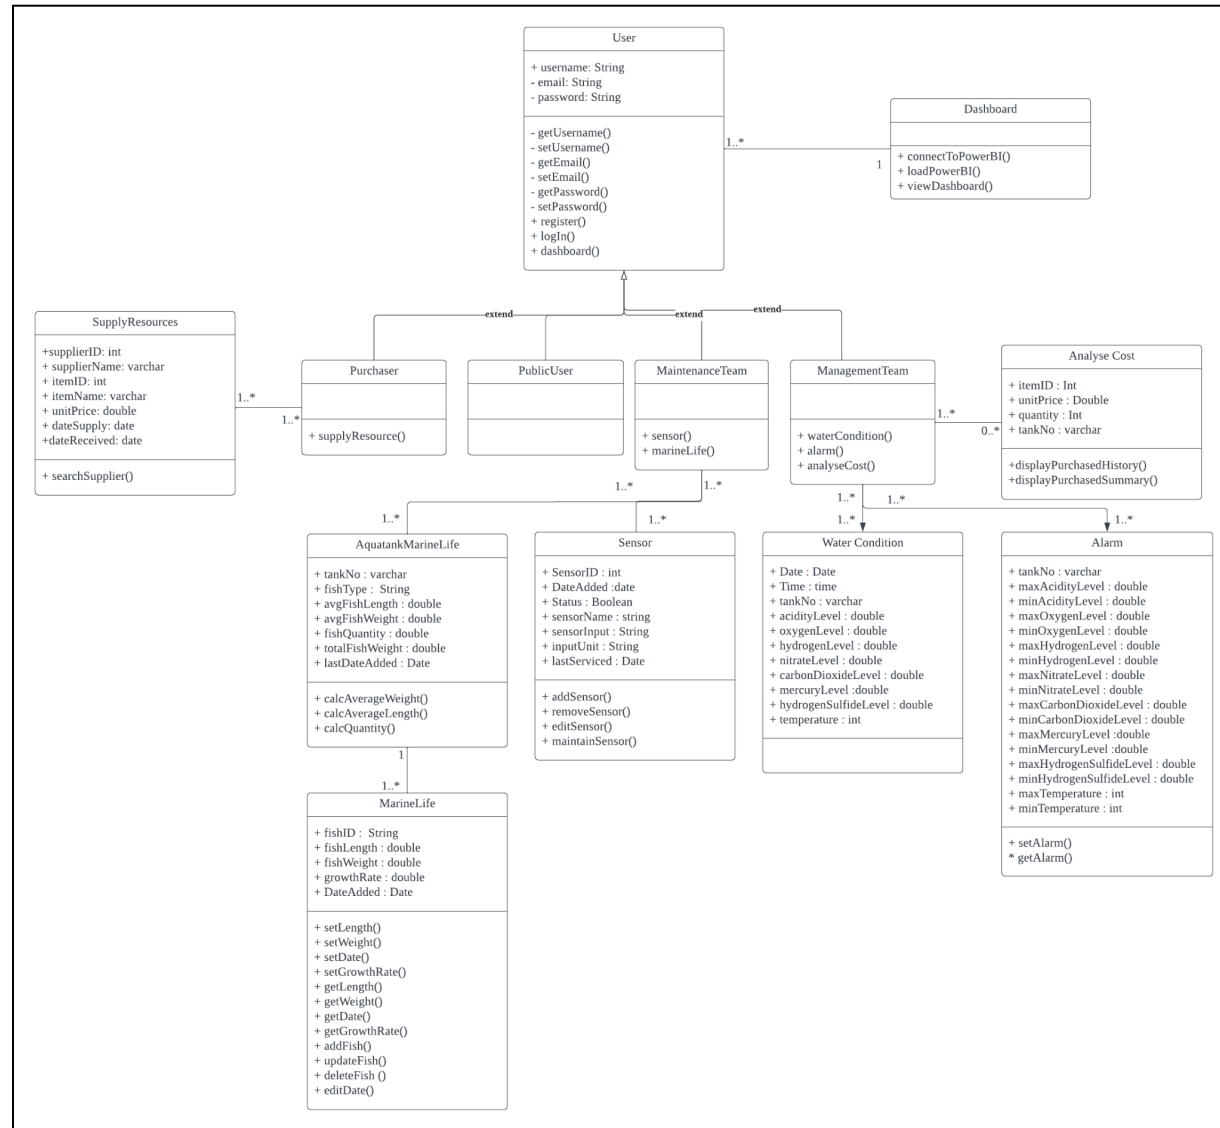 User
+ username: String
- email: String
- password: String
- getUsername()
- setUsername()
- getEmail()
- setEmail()
- getPassword()
- setPassword()
+ register()
+ logIn()
+ dashboard()
1..*
1
Dashboard
+ connectToPowerBI()
+ loadPowerBI()
+ viewDashboard()
extend
extend
extend
SupplyResources
+supplierID: int
+ supplierName: varchar
+ itemID: int
+ itemName: varchar
+ unitPrice: double
+ dateSupply: date
+dateReceived: date
+ searchSupplier()
1..*
1..*
Purchaser
+ supplyResource()
PublicUser
MaintenanceTeam
+ sensor()
+ marineLife()
ManagementTeam
+ waterCondition()
+ alarm()
+ analyseCost()
1..*
0..*
Analyse Cost
+ itemID : Int
+ unitPrice : Double
+ quantity : Int
+ tankNo : varchar
+displayPurchasedHistory()
+displayPurchasedSummary()
1..*
1..*
1..*
1..*
1..*
1..*
1..*
1..*
AquatankMarineLife
+ tankNo : varchar
+ fishType :  String
+ avgFishLength : double
+ avgFishWeight : double
+ fishQuantity : double
+ totalFishWeight : double
+ lastDateAdded : Date
+ calcAverageWeight()
+ calcAverageLength()
+ calcQuantity()
Sensor
+ SensorID : int
+ DateAdded :date
+ Status : Boolean
+ sensorName : string
+ sensorInput : String
+ inputUnit : String
+ lastServiced : Date
+ addSensor()
+ removeSensor()
+ editSensor()
+ maintainSensor()
Water Condition
+ Date : Date
+ Time : time
+ tankNo : varchar
+ acidityLevel : double
+ oxygenLevel : double
+ hydrogenLevel : double
+ nitrateLevel : double
+ carbonDioxideLevel : double
+ mercuryLevel :double
+ hydrogenSulfideLevel : double
+ temperature : int
Alarm
+ tankNo : varchar
+ maxAcidityLevel : double
+ minAcidityLevel : double
+ maxOxygenLevel : double
+ minOxygenLevel : double
+ maxHydrogenLevel : double
+ minHydrogenLevel : double
+ maxNitrateLevel : double
+ minNitrateLevel : double
+ maxCarbonDioxideLevel : double
+ minCarbonDioxideLevel : double
+ maxMercuryLevel :double
+ minMercuryLevel :double
+ maxHydrogenSulfideLevel : double
+ minHydrogenSulfideLevel : double
+ maxTemperature : int
+ minTemperature : int
+ setAlarm()
* getAlarm()
1
1..*
MarineLife
+ fishID :  String
+ fishLength : double
+ fishWeight : double
+ growthRate : double
+ DateAdded : Date
+ setLength()
+ setWeight()
+ setDate()
+ setGrowthRate()
+ getLength()
+ getWeight()
+ getDate()
+ getGrowthRate()
+ addFish()
+ updateFish()
+ deleteFish ()
+ editDate()